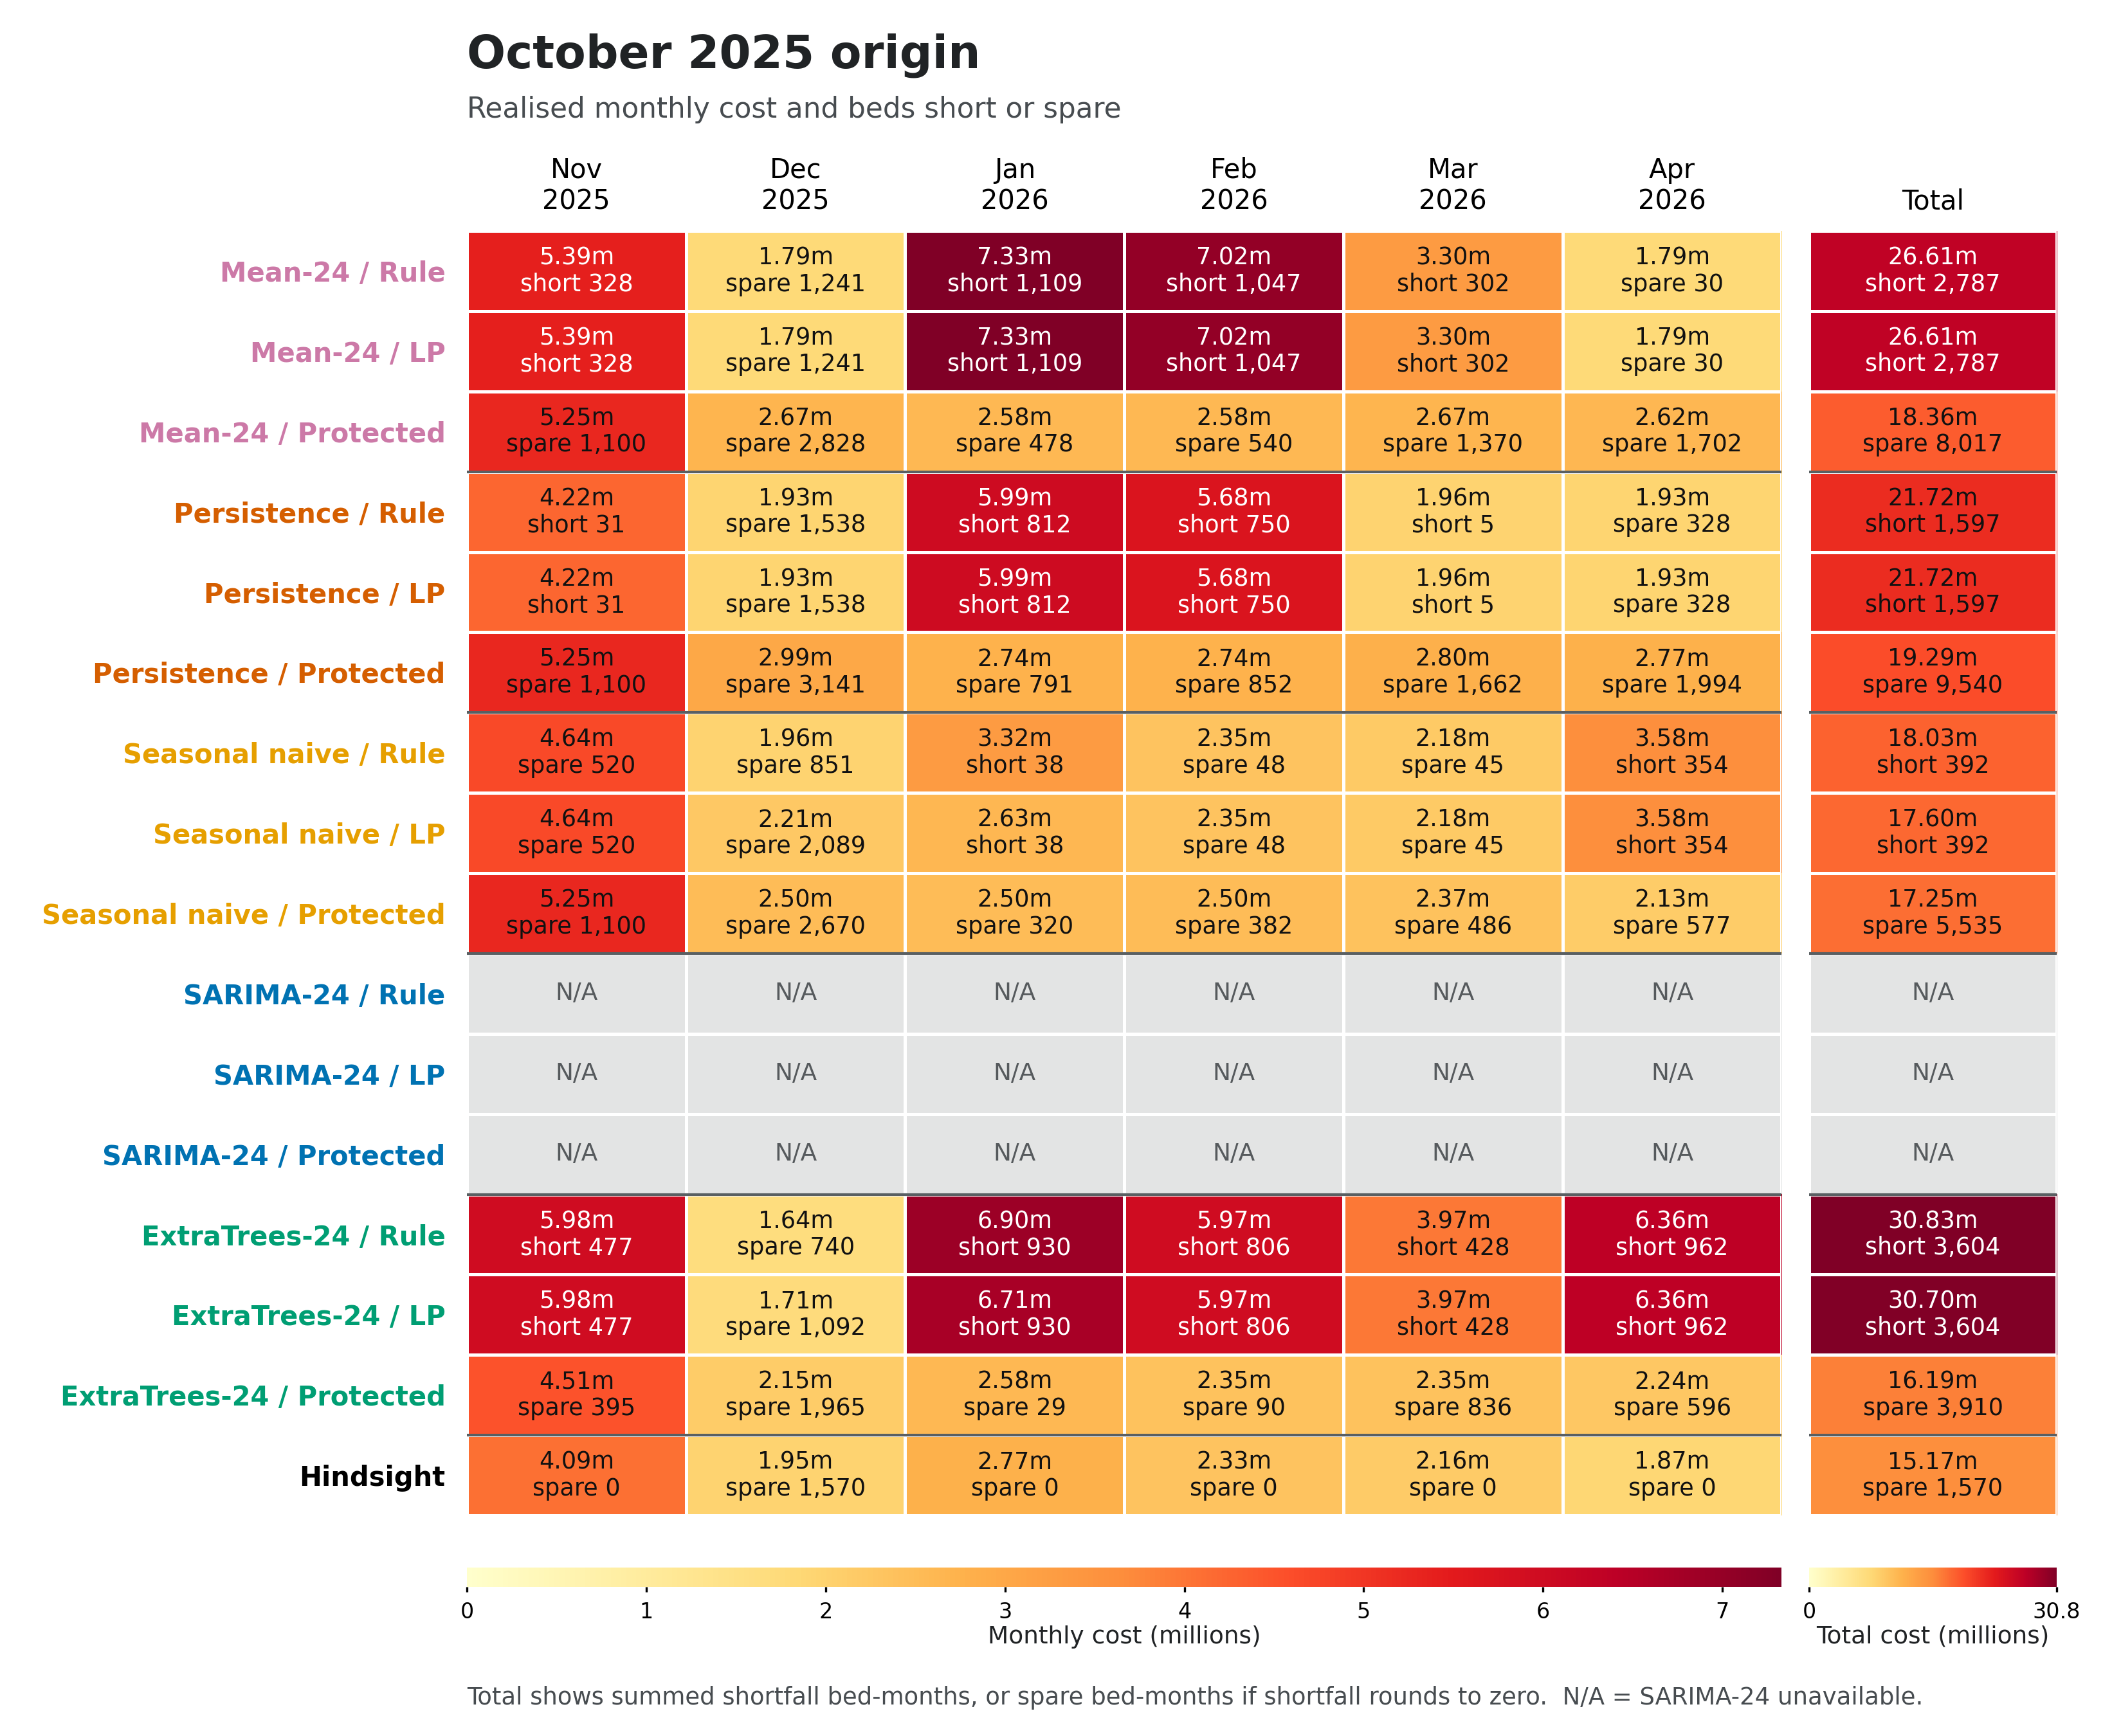 October 2025 origin
Realised monthly cost and beds short or spare
Nov Dec Jan Feb Mar Apr
2025 2025 2026 2026 2026 2026 Total
Mean-24 / Rule 5.39m 1.79m 7.33m 7.02m 3.30m 1.79m 26.61m
short 328 spare 1,241 short 1,109 short 1,047 short 302 spare 30 short 2,787
Mean-24 / LP 5.39m 1.79m 7.33m 7.02m 3.30m 1.79m 26.61m
short 328 spare 1,241 short 1,109 short 1,047 short 302 spare 30 short 2,787
Mean-24 / Protected 5.25m 2.67m 2.58m 2.58m 2.67m 2.62m 18.36m
spare 1,100 spare 2,828 spare 478 spare 540 spare 1,370 spare 1,702 spare 8,017
Persistence / Rule 4.22m 1.93m 5.99m 5.68m 1.96m 1.93m 21.72m
short 31 spare 1,538 short 812 short 750 short 5 spare 328 short 1,597
Persistence / LP 4.22m 1.93m 5.99m 5.68m 1.96m 1.93m 21.72m
short 31 spare 1,538 short 812 short 750 short 5 spare 328 short 1,597
Persistence / Protected 5.25m 2.99m 2.74m 2.74m 2.80m 2.77m 19.29m
spare 1,100 spare 3,141 spare 791 spare 852 spare 1,662 spare 1,994 spare 9,540
Seasonal naive / Rule 4.64m 1.96m 3.32m 2.35m 2.18m 3.58m 18.03m
spare 520 spare 851 short 38 spare 48 spare 45 short 354 short 392
Seasonal naive / LP 4.64m 2.21m 2.63m 2.35m 2.18m 3.58m 17.60m
spare 520 spare 2,089 short 38 spare 48 spare 45 short 354 short 392
Seasonal naive / Protected 5.25m 2.50m 2.50m 2.50m 2.37m 2.13m 17.25m
spare 1,100 spare 2,670 spare 320 spare 382 spare 486 spare 577 spare 5,535
SARIMA-24 / Rule N/A N/A N/A N/A N/A N/A N/A
SARIMA-24 / LP N/A N/A N/A N/A N/A N/A N/A
SARIMA-24 / Protected N/A N/A N/A N/A N/A N/A N/A
ExtraTrees-24 / Rule 5.98m 1.64m 6.90m 5.97m 3.97m 6.36m 30.83m
short 477 spare 740 short 930 short 806 short 428 short 962 short 3,604
ExtraTrees-24 / LP 5.98m 1.71m 6.71m 5.97m 3.97m 6.36m 30.70m
short 477 spare 1,092 short 930 short 806 short 428 short 962 short 3,604
ExtraTrees-24 / Protected 4.51m 2.15m 2.58m 2.35m 2.35m 2.24m 16.19m
spare 395 spare 1,965 spare 29 spare 90 spare 836 spare 596 spare 3,910
Hindsight 4.09m 1.95m 2.77m 2.33m 2.16m 1.87m 15.17m
spare 0 spare 1,570 spare 0 spare 0 spare 0 spare 0 spare 1,570
0 1 2 3 4 5 6 7 0 30.8
Monthly cost (millions) Total cost (millions)
Total shows summed shortfall bed-months, or spare bed-months if shortfall rounds to zero. N/A = SARIMA-24 unavailable.